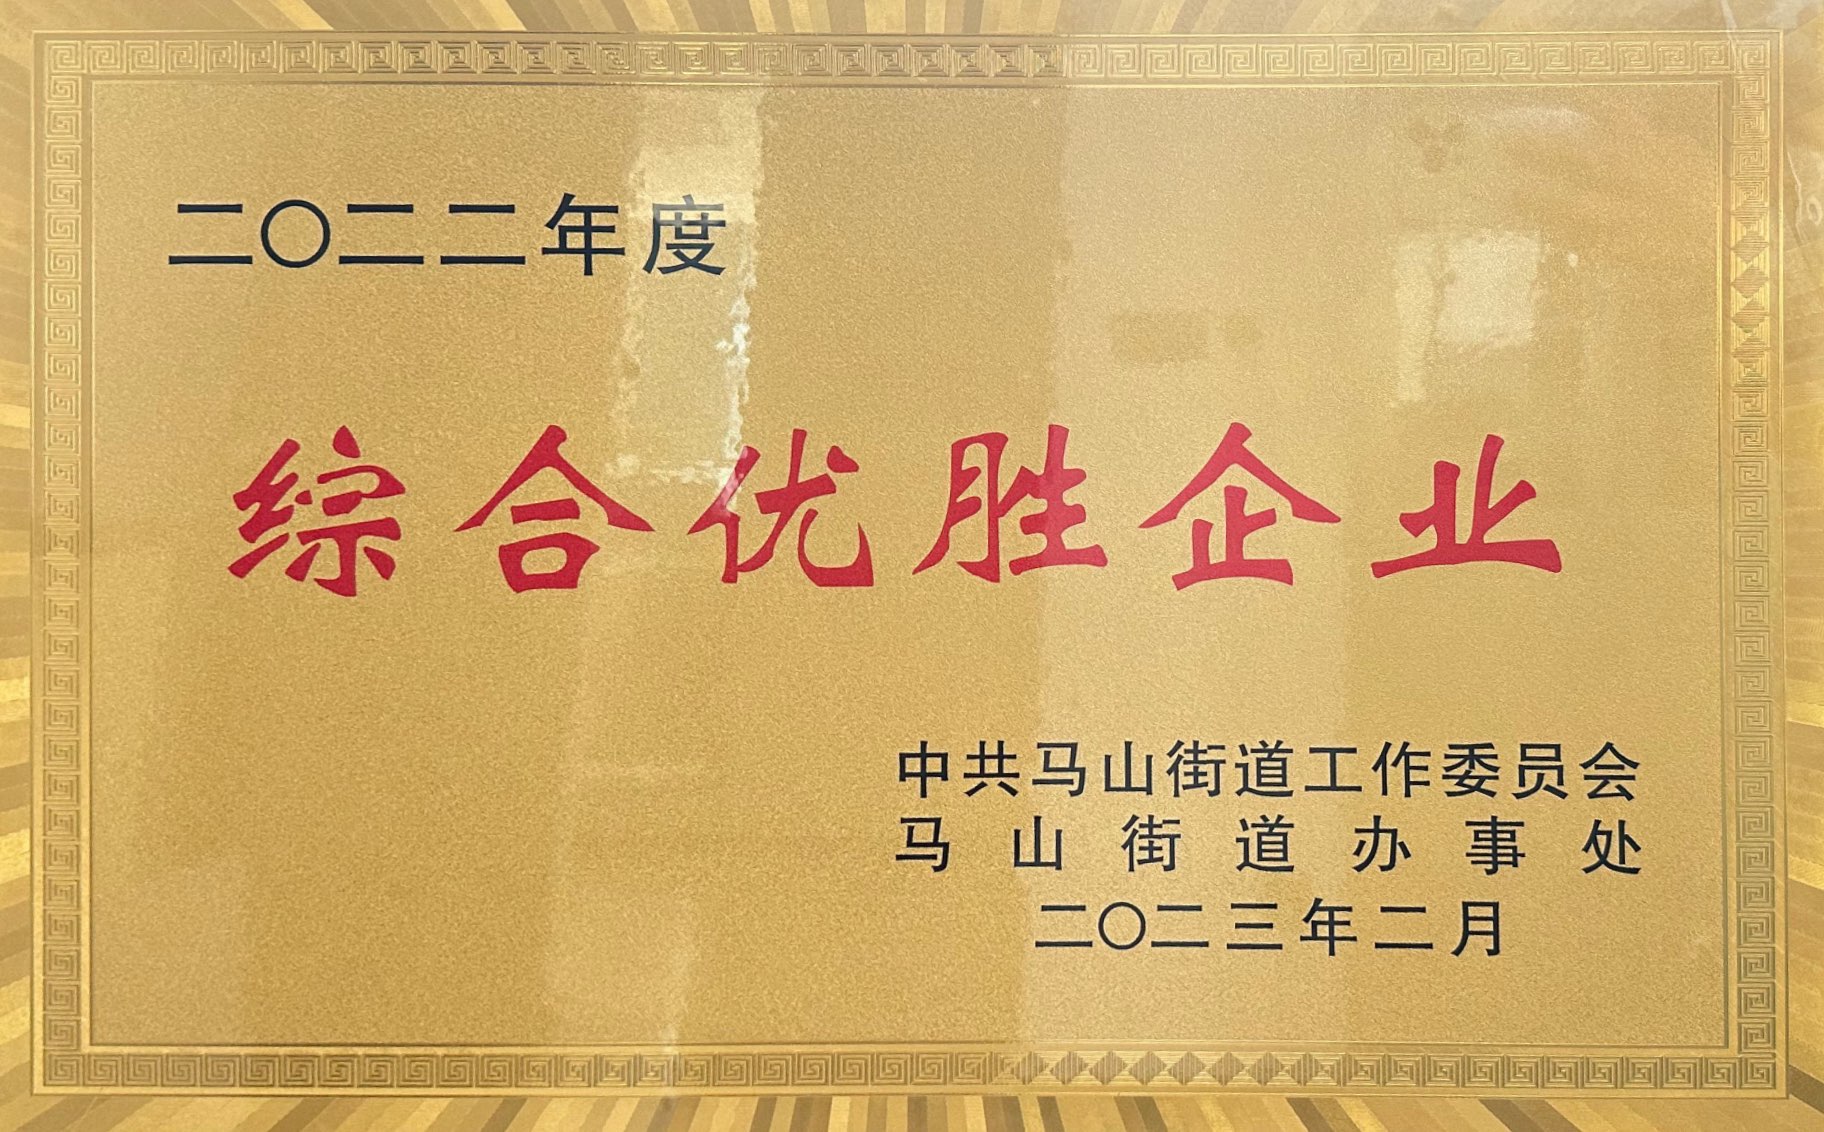 二〇二二年度
综合优胜企业
中共马山街道工作委员会
马山街道办事处
二〇二三年二月